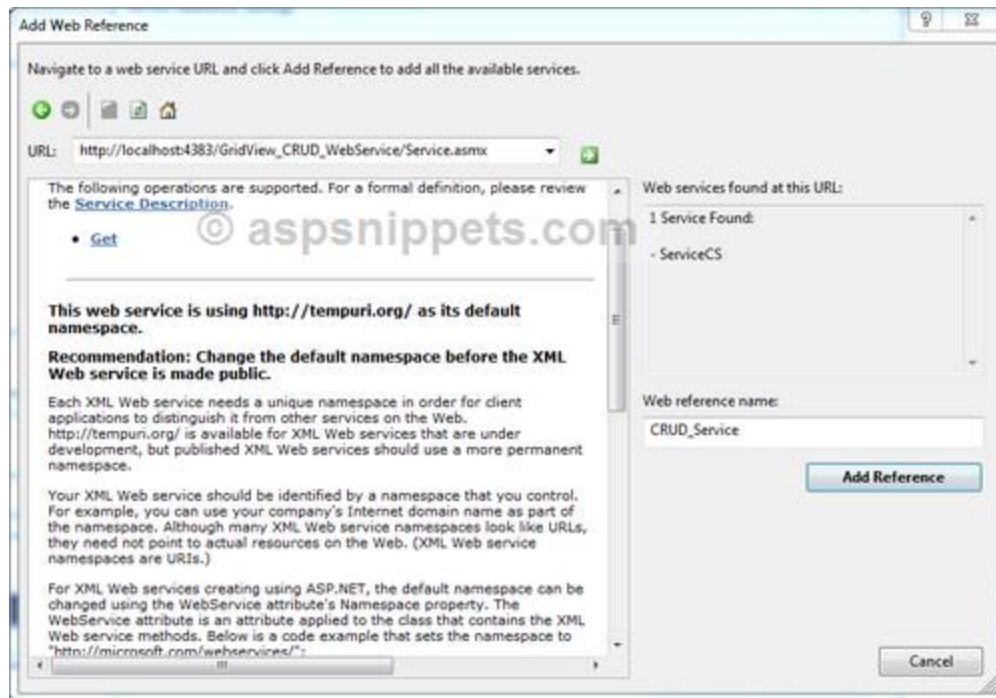 Add Web Reference
Navigate to a web service URL and click Add Reference to add all the available services.
URL:
http://localhost:4383/GridView_CRUD_WebService/Service.asmx
The following operations are supported. For a formal definition, please review
the Service Description.
• Get
© aspsnippets.com
This web service is using http://tempuri.org/ as its default
namespace.
Recommendation: Change the default namespace before the XML
Web service is made public.
Each XML Web service needs a unique namespace in order for client
applications to distinguish it from other services on the Web.
http://tempuri.org/ is available for XML Web services that are under
development, but published XML Web services should use a more permanent
namespace.
Your XML Web service should be identified by a namespace that you control.
For example, you can use your company's Internet domain name as part of
the namespace. Although many XML Web service namespaces look like URLs,
they need not point to actual resources on the Web. (XML Web service
namespaces are URIs.)
For XML Web services creating using ASP.NET, the default namespace can be
changed using the WebService attribute's Namespace property. The
WebService attribute is an attribute applied to the class that contains the XML
Web service methods. Below is a code example that sets the namespace to
"http://microsoft.com/webservices/":
Web services found at this URL:
1 Service Found:
- ServiceCS
Web reference name:
CRUD_Service
Add Reference
Cancel